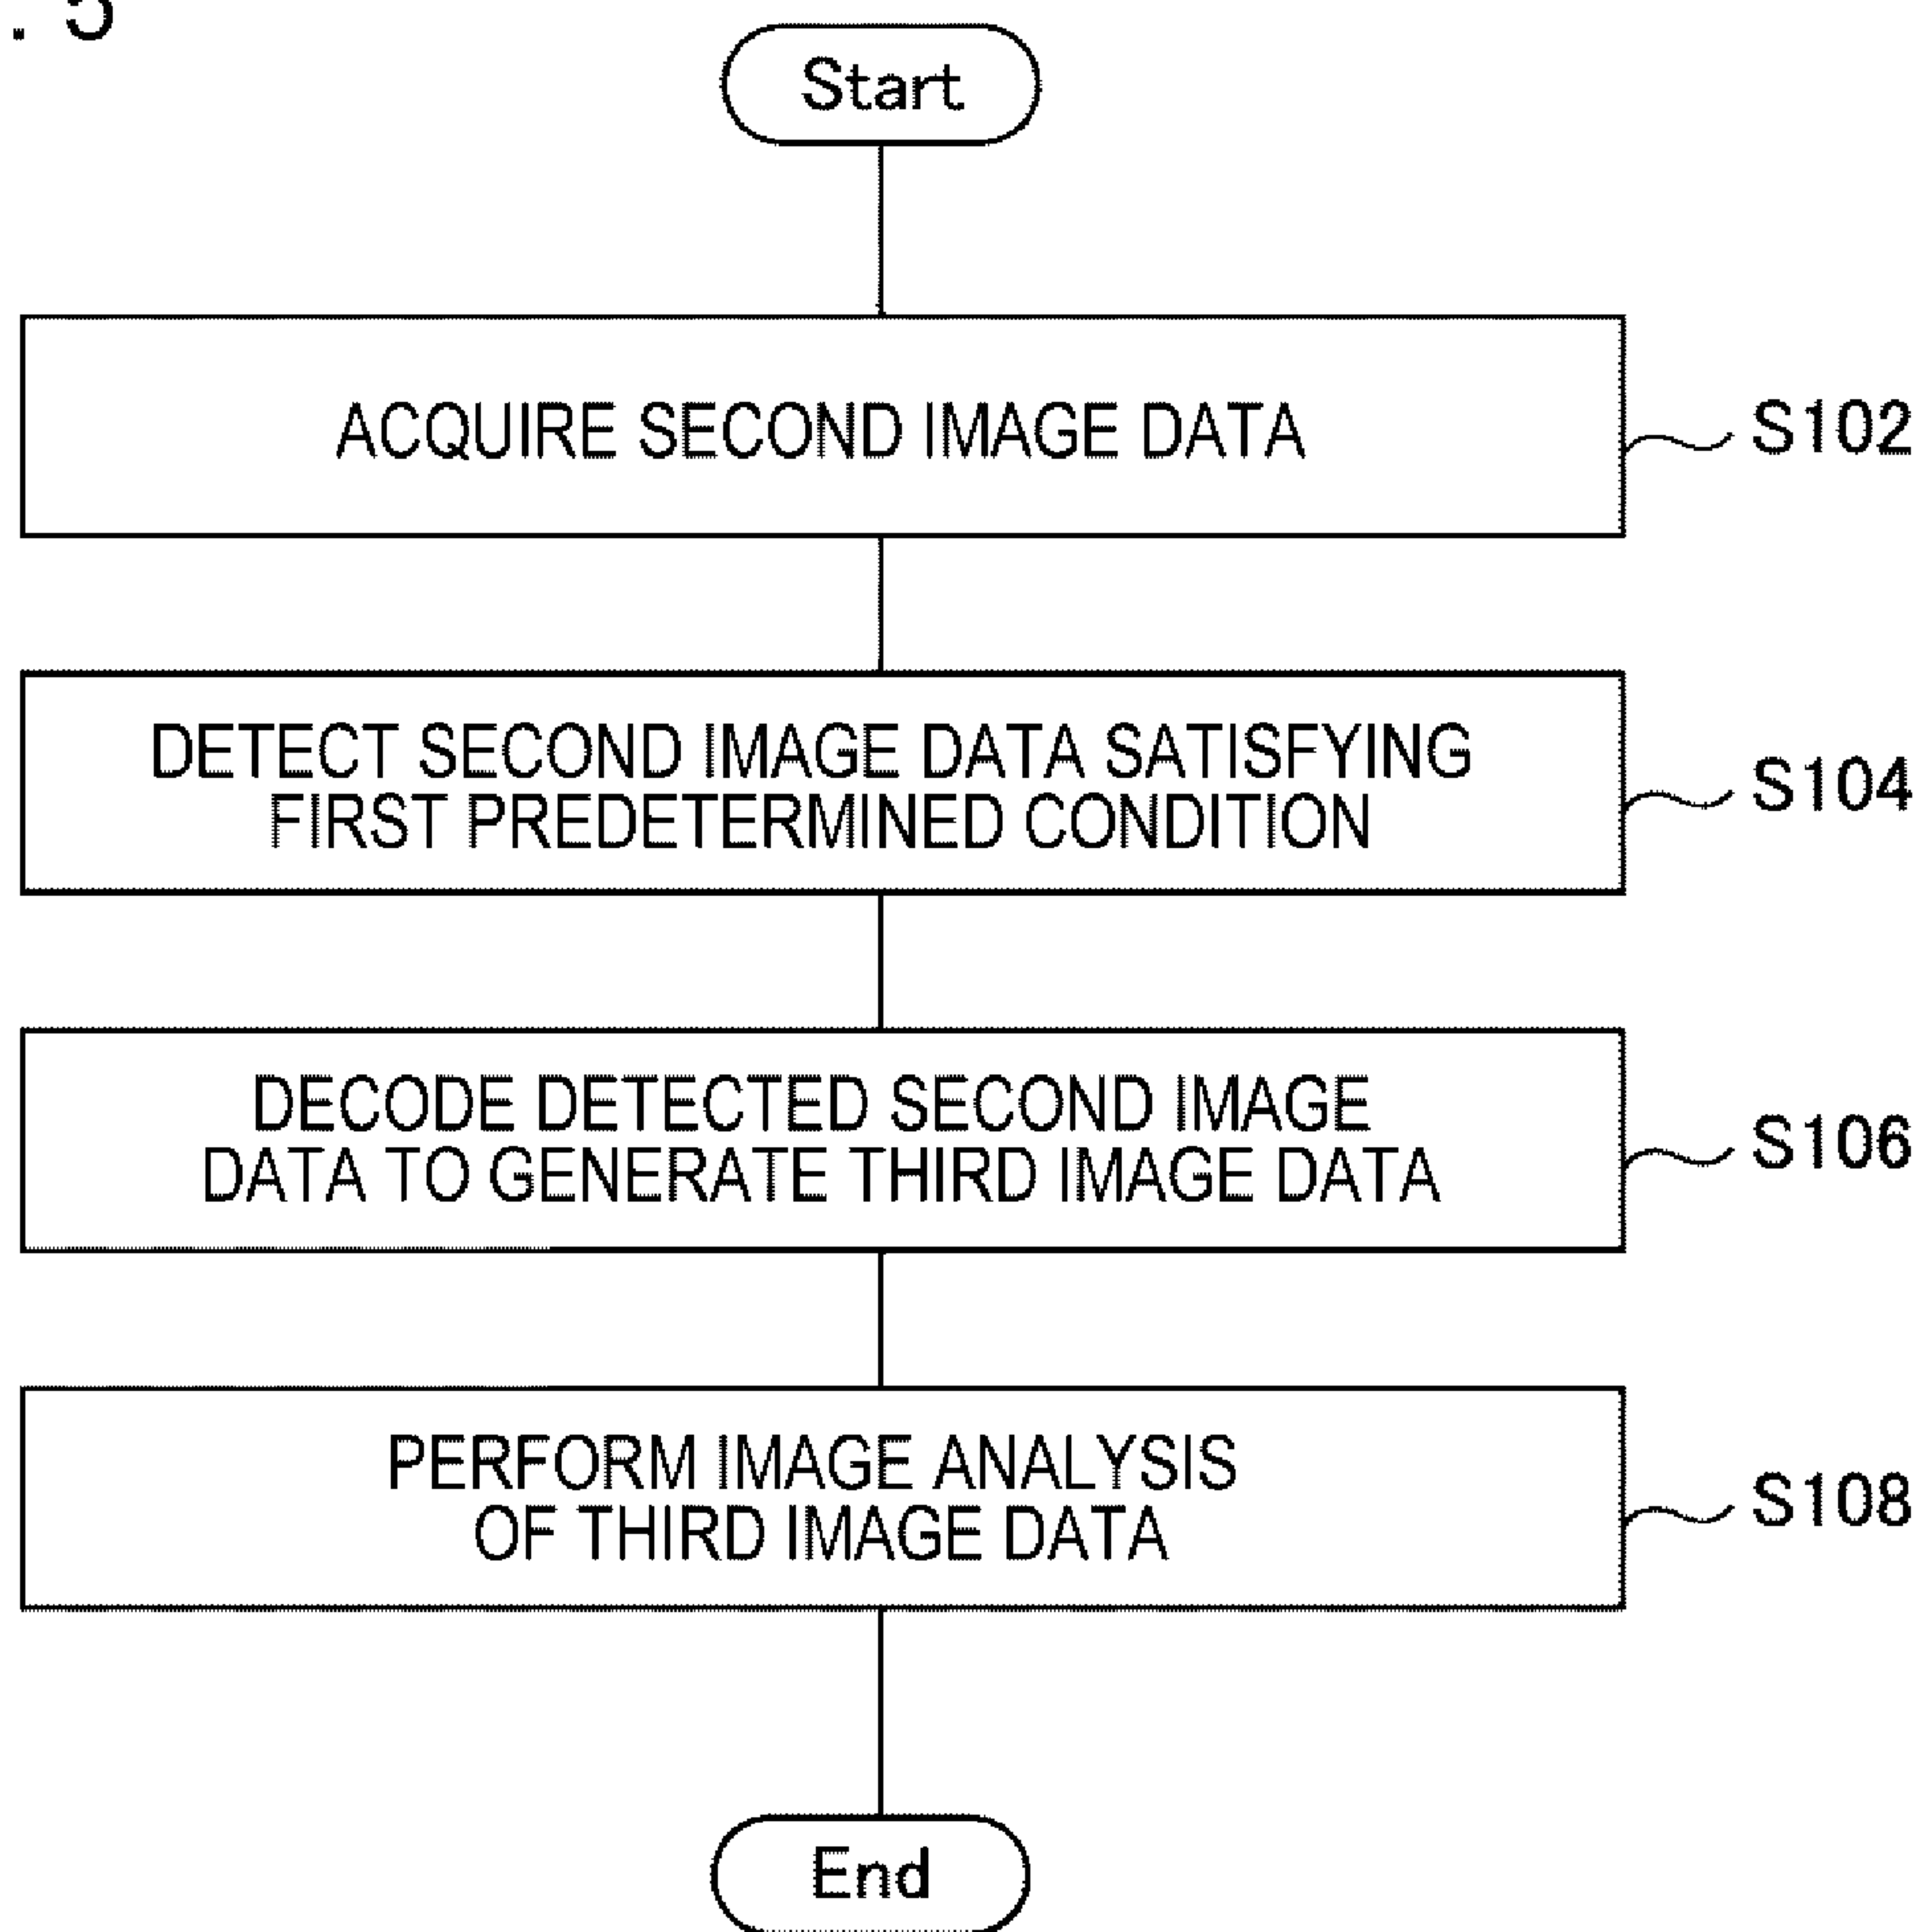 . 5
Start
ACQUIRE SECOND IMAGE DATA
S102
DETECT SECOND IMAGE DATA SATISFYING
FIRST PREDETERMINED CONDITION
S104
DECODE DETECTED SECOND IMAGE
DATA TO GENERATE THIRD IMAGE DATA
S106
PERFORM IMAGE ANALYSIS
OF THIRD IMAGE DATA
S108
End